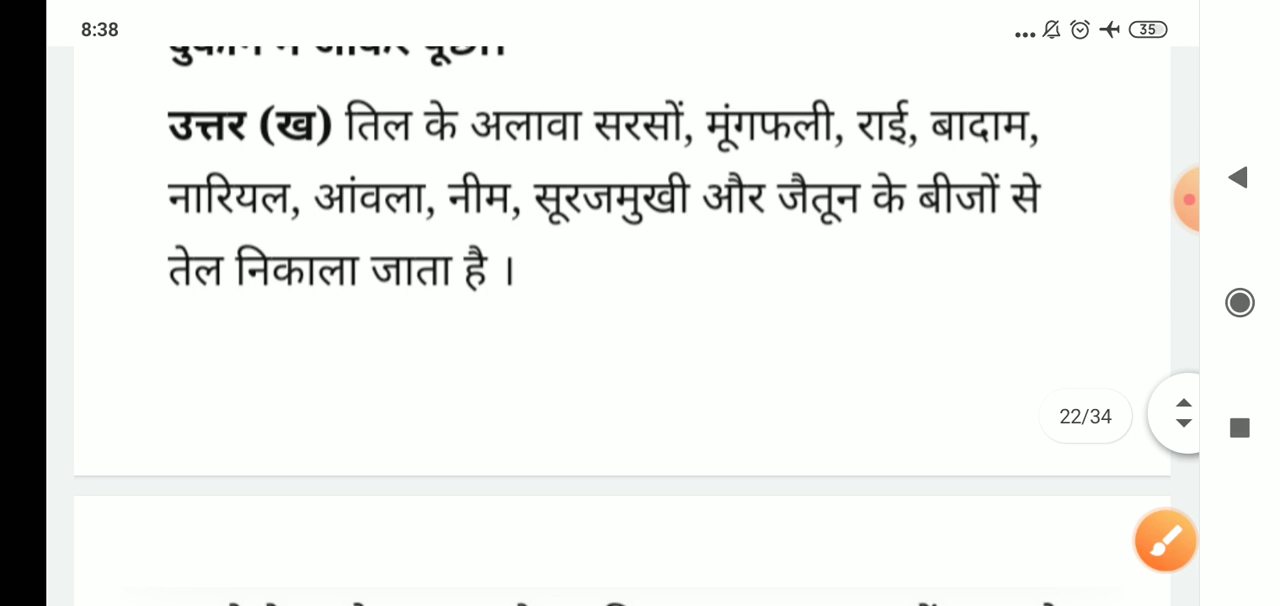 8:38
35
उत्तर (ख) तिल के अलावा सरसों, मूंगफली, राई, बादाम,
नारियल, आंवला, नीम, सूरजमुखी और जैतून के बीजों से
तेल निकाला जाता है ।
22/34